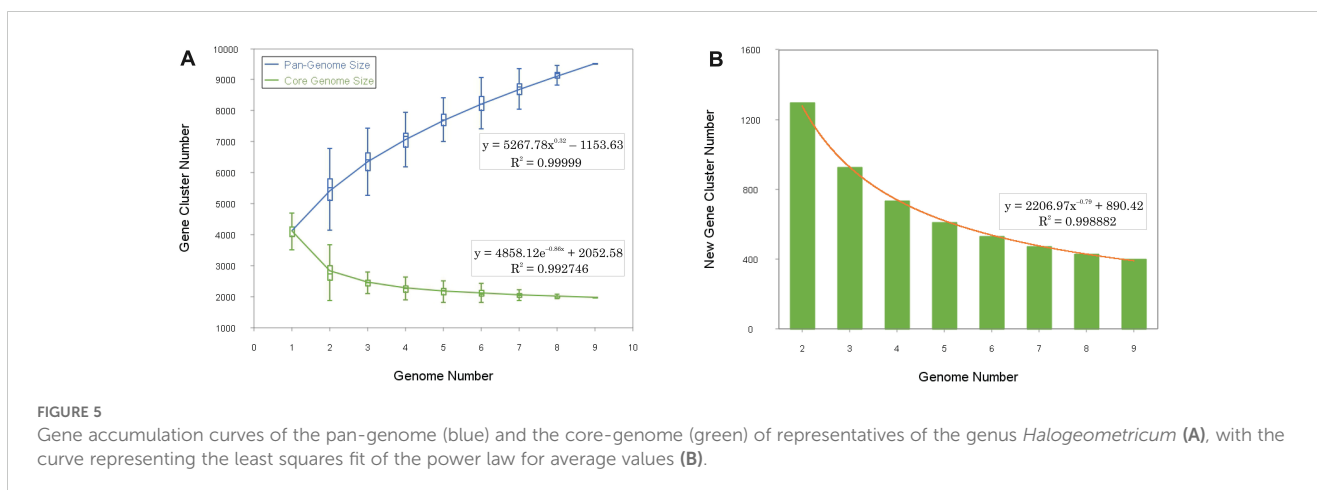 A
10000
9000
8000
7000
6000
5000
4000
3000
2000
1000
Gene Cluster Number
Pan-Genome Size
Core Genome Size
y = 5267.78x^0.32 – 1153.63
R² = 0.99999
y = 4858.12e^−0.86x + 2052.58
R² = 0.992746
0 1 2 3 4 5 6 7 8 9 10
Genome Number
B
1600
1200
800
400
0
New Gene Cluster Number
y = 2206.97x^−0.79 + 890.42
R² = 0.998882
2 3 4 5 6 7 8 9
Genome Number
FIGURE 5
Gene accumulation curves of the pan-genome (blue) and the core-genome (green) of representatives of the genus Halogeometricum (A), with the
curve representing the least squares fit of the power law for average values (B).